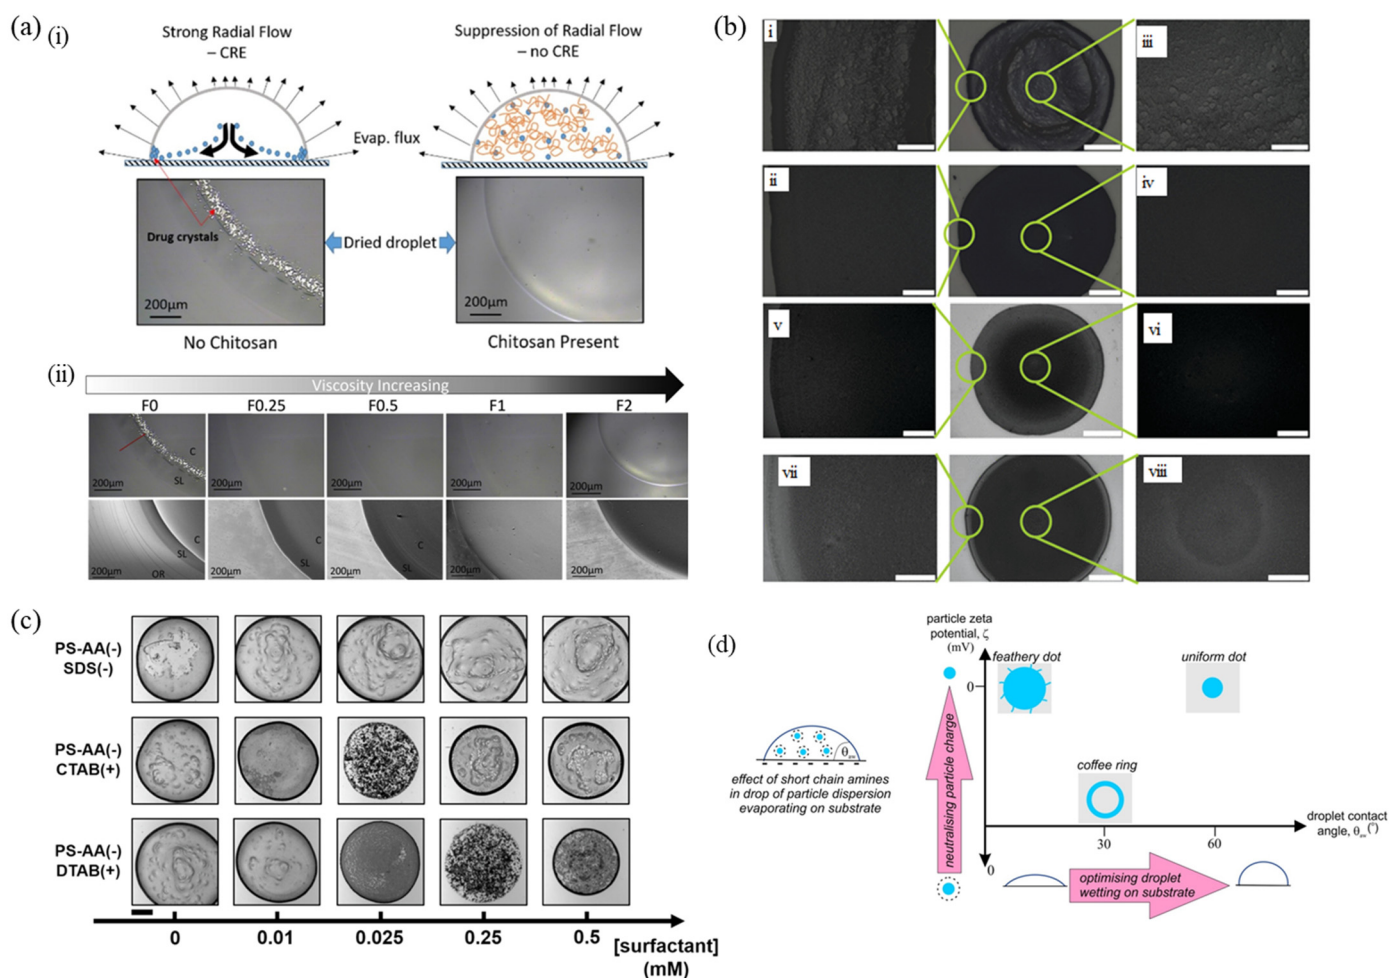 (a)
(i)
Strong Radial Flow
– CRE
Suppression of Radial Flow
– no CRE
Evap. flux
Drug crystals
Dried droplet
200μm
200μm
No Chitosan
Chitosan Present
(ii)
Viscosity Increasing
F0
F0.25
F0.5
F1
F2
C
SL
200μm
200μm
200μm
200μm
200μm
C
SL
OR
C
C
SL
200μm
200μm
200μm
200μm
200μm
(b)
i
iii
ii
iv
v
vi
vii
viii
(c)
PS-AA(-)
SDS(-)
PS-AA(-)
CTAB(+)
PS-AA(-)
DTAB(+)
0
0.01
0.025
0.25
0.5
[surfactant]
(mM)
(d)
particle zeta
potential, ζ
(mV)
feathery dot
uniform dot
0
neutralising particle charge
effect of short chain amines
in drop of particle dispersion
evaporating on substrate
coffee ring
droplet contact
30
60
0
optimising droplet
wetting on substrate